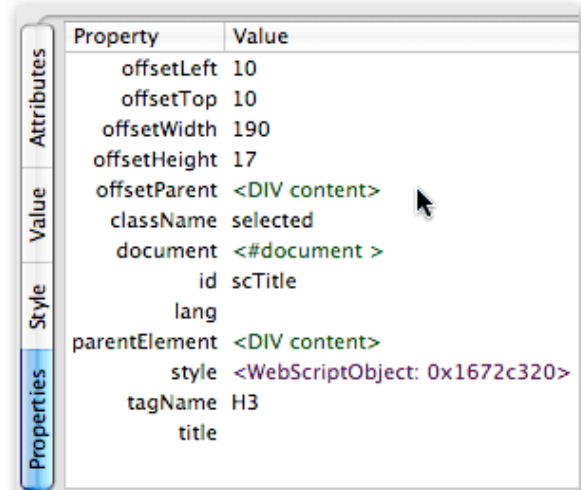 Property Value
offsetLeft 10
offsetTop 10
offsetWidth 190
offsetHeight 17
offsetParent <DIV content>
className selected
document <#document >
id scTitle
lang
parentElement <DIV content>
style <WebScriptObject: 0x1672c320>
tagName H3
title
Attributes
Value
Style
Properties